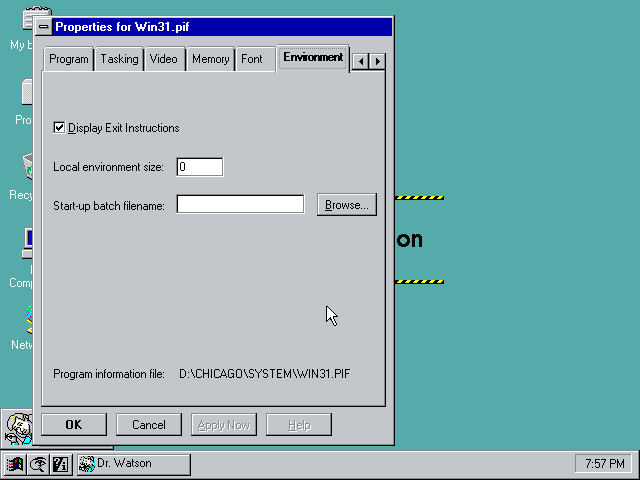 Properties for Win31.pif
My b
Program Tasking Video Memory Font Environment
Display Exit Instructions
Pro
Local environment size: 0
Recy
Start-up batch filename: Browse...
on
Comp
Netw
Program information file: D:\CHICAGO\SYSTEM\WIN31.PIF
OK Cancel Apply Now Help
Dr. Watson 7:57 PM